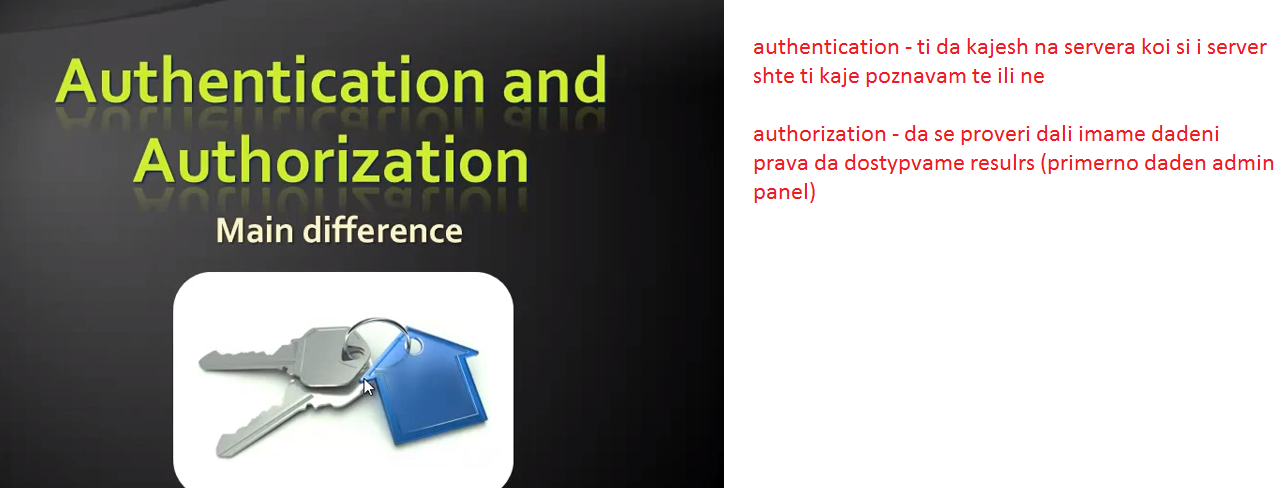 Authentication and
Authorization
Main difference
authentication - ti da kajesh na servera koi si i server
shte ti kaje poznavam te ili ne
authorization - da se proveri dali imame dadeni
prava da dostypvame resulrs (primerno daden admin
panel)